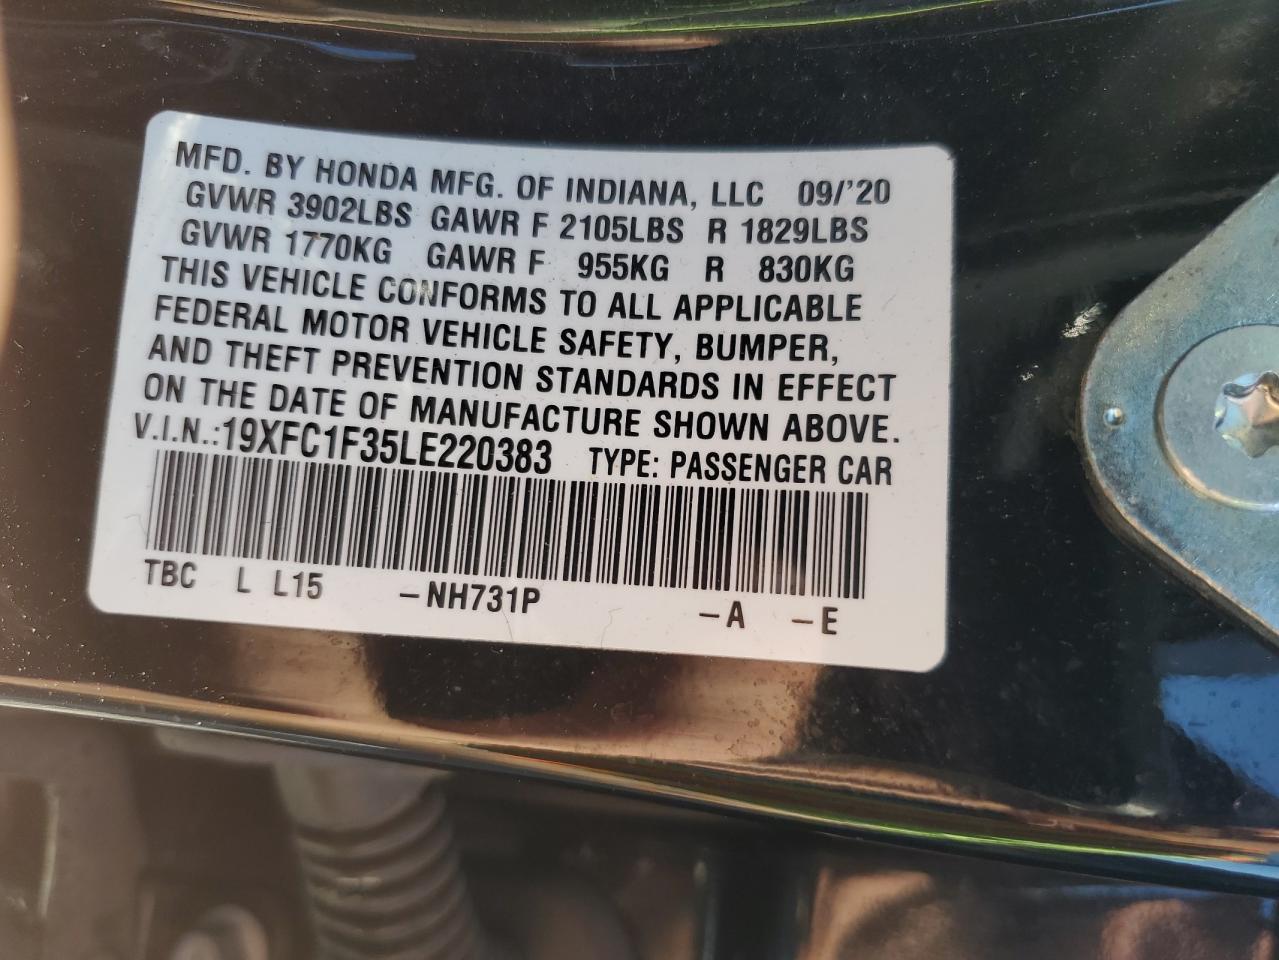 MFD. BY HONDA MFG. OF INDIANA, LLC 09/'20
GVWR 3902LBS GAWR F 2105LBS R 1829LBS
GVWR 1770KG GAWR F 955KG R 830KG
THIS VEHICLE CONFORMS TO ALL APPLICABLE
FEDERAL MOTOR VEHICLE SAFETY, BUMPER,
AND THEFT PREVENTION STANDARDS IN EFFECT
ON THE DATE OF MANUFACTURE SHOWN ABOVE.
V.I.N.:19XFC1F35LE220383 TYPE: PASSENGER CAR
TBC L L15 -NH731P -A -E